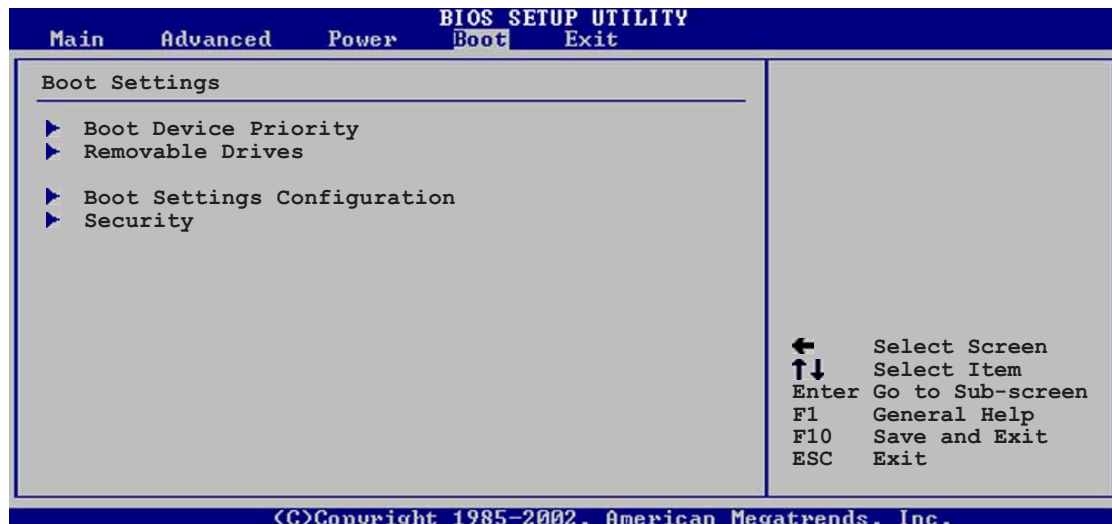 BIOS SETUP UTILITY
Main Advanced Power Boot Exit
Boot Settings
Boot Device Priority
Removable Drives
Boot Settings Configuration
Security
← Select Screen
↑↓ Select Item
Enter Go to Sub-screen
F1 General Help
F10 Save and Exit
ESC Exit
(C)Copyright 1985-2002, American Megatrends, Inc.